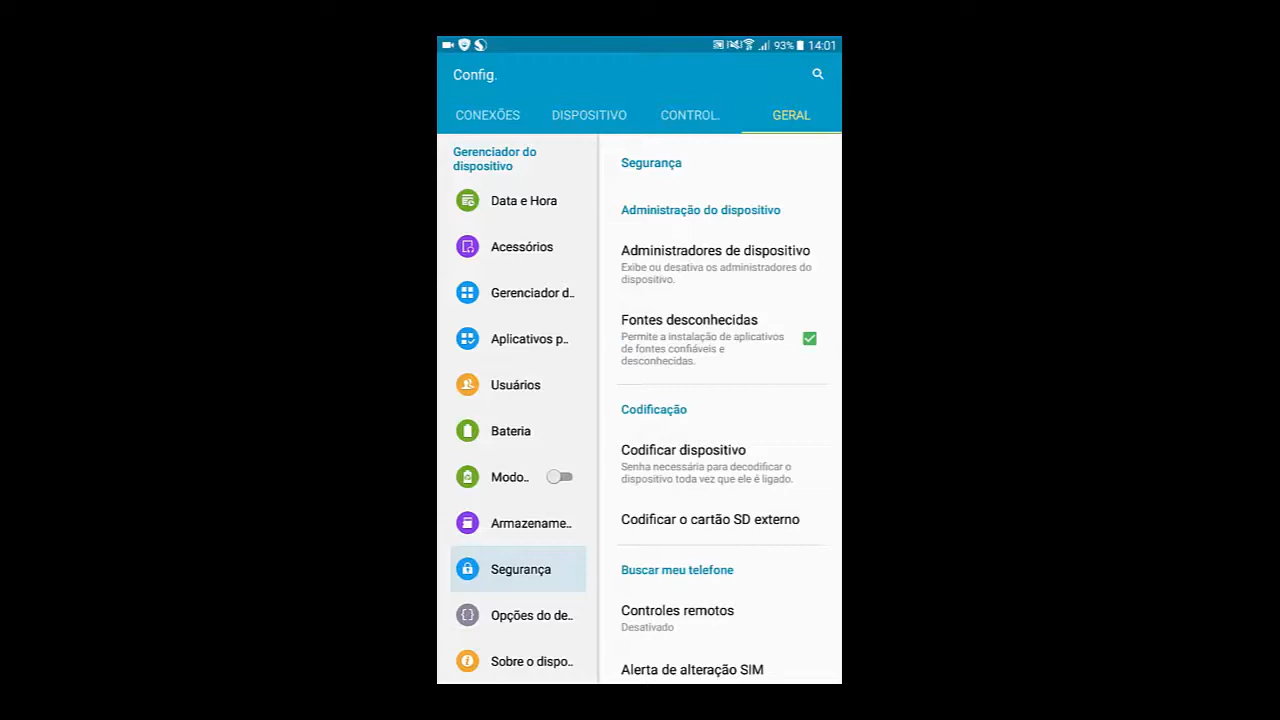 93% 14:01
Config.
CONEXÕES DISPOSITIVO CONTROL. GERAL
Gerenciador do
dispositivo
Data e Hora
Acessórios
Gerenciador d..
Aplicativos p..
Usuários
Bateria
Modo..
Armazename..
Segurança
Opções do de..
Sobre o dispo..
Segurança
Administração do dispositivo
Administradores de dispositivo
Exibe ou desativa os administradores do
dispositivo.
Fontes desconhecidas
Permite a instalação de aplicativos
de fontes confiáveis e
desconhecidas.
Codificação
Codificar dispositivo
Senha necessária para decodificar o
dispositivo toda vez que ele é ligado.
Codificar o cartão SD externo
Buscar meu telefone
Controles remotos
Desativado
Alerta de alteração SIM